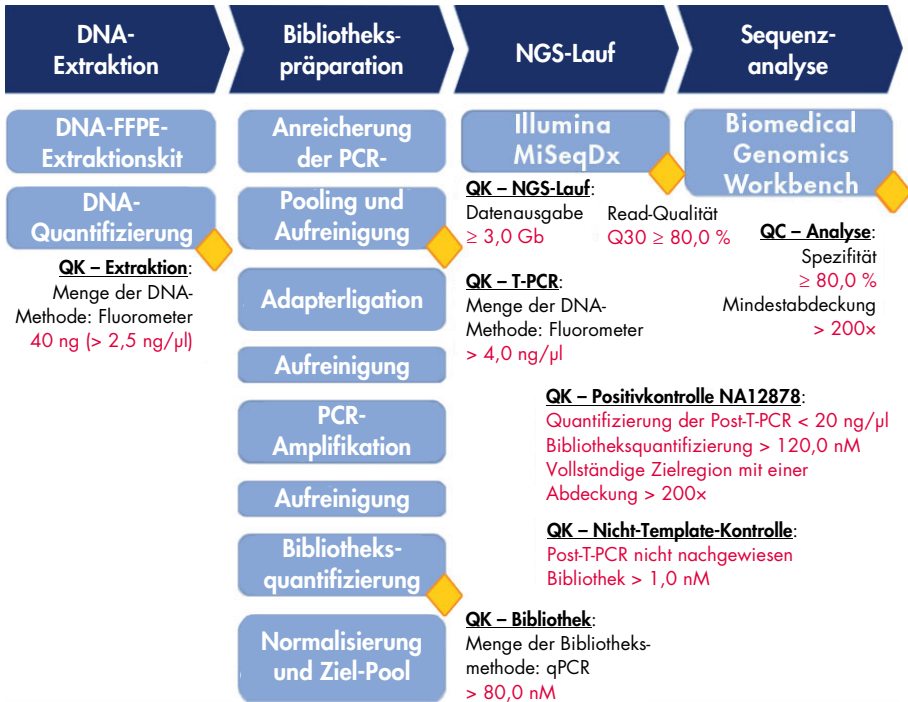 DNA-
Extraktion
Bibliotheks-
präparation
NGS-Lauf
Sequenz-
analyse
DNA-FFPE-
Extraktionskit
DNA-
Quantifizierung
QK – Extraktion:
Menge der DNA-
Methode: Fluorometer
40 ng (> 2,5 ng/µl)
Anreicherung
der PCR-
Pooling und
Aufreinigung
Adapterligation
Aufreinigung
PCR-
Amplifikation
Aufreinigung
Bibliotheks-
quantifizierung
Normalisierung
und Ziel-Pool
Illumina
MiSeqDx
QK – NGS-Lauf:
Datenausgabe
≥ 3,0 Gb
Read-Qualität
Q30 ≥ 80,0 %
QK – T-PCR:
Menge der DNA-
Methode: Fluorometer
> 4,0 ng/µl
Biomedical
Genomics
Workbench
QC – Analyse:
Spezifität
≥ 80,0 %
Mindestabdeckung
> 200×
QK – Positivkontrolle NA12878:
Quantifizierung der Post-T-PCR < 20 ng/µl
Bibliotheksquantifizierung > 120,0 nM
Vollständige Zielregion mit einer
Abdeckung > 200×
QK – Nicht-Template-Kontrolle:
Post-T-PCR nicht nachgewiesen
Bibliothek > 1,0 nM
QK – Bibliothek:
Menge der Bibliotheks-
methode: qPCR
> 80,0 nM